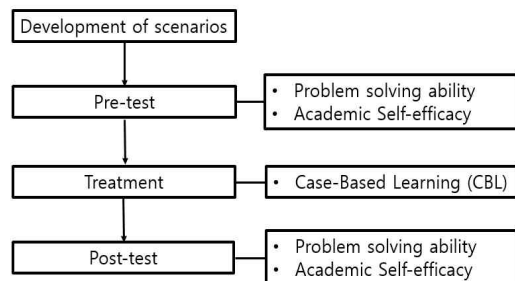 Development of scenarios
Pre-test
• Problem solving ability
• Academic Self-efficacy
Treatment
• Case-Based Learning (CBL)
Post-test
• Problem solving ability
• Academic Self-efficacy